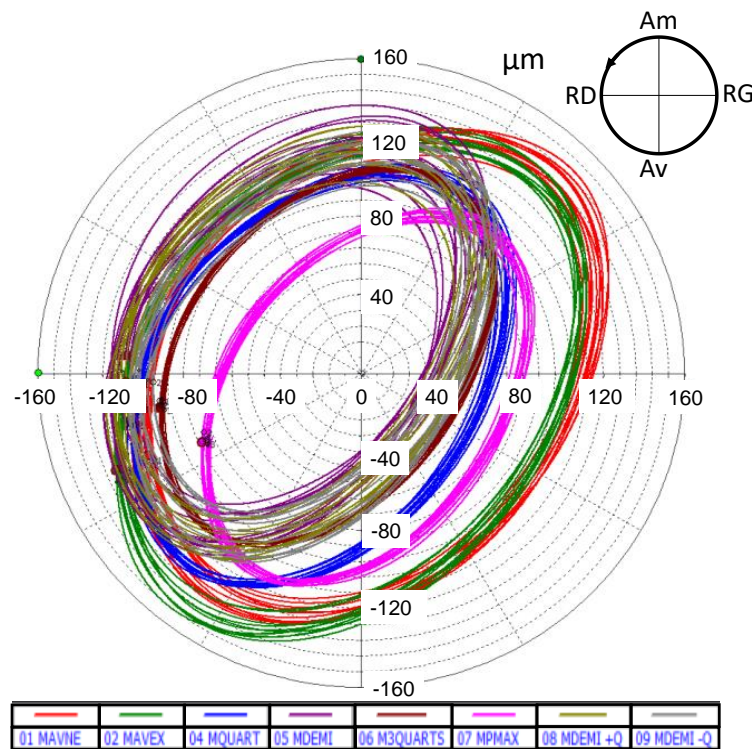 Am
160
µm
RD
RG
120
Av
80
40
-160
-120
-80
-40
0
40
80
120
160
-40
-80
-120
-160
01 MAVNE
02 MAVEX
04 MQUART
05 MDEMI
06 M3QUARTS
07 MPMAX
08 MDEMI +Q
09 MDEMI -Q